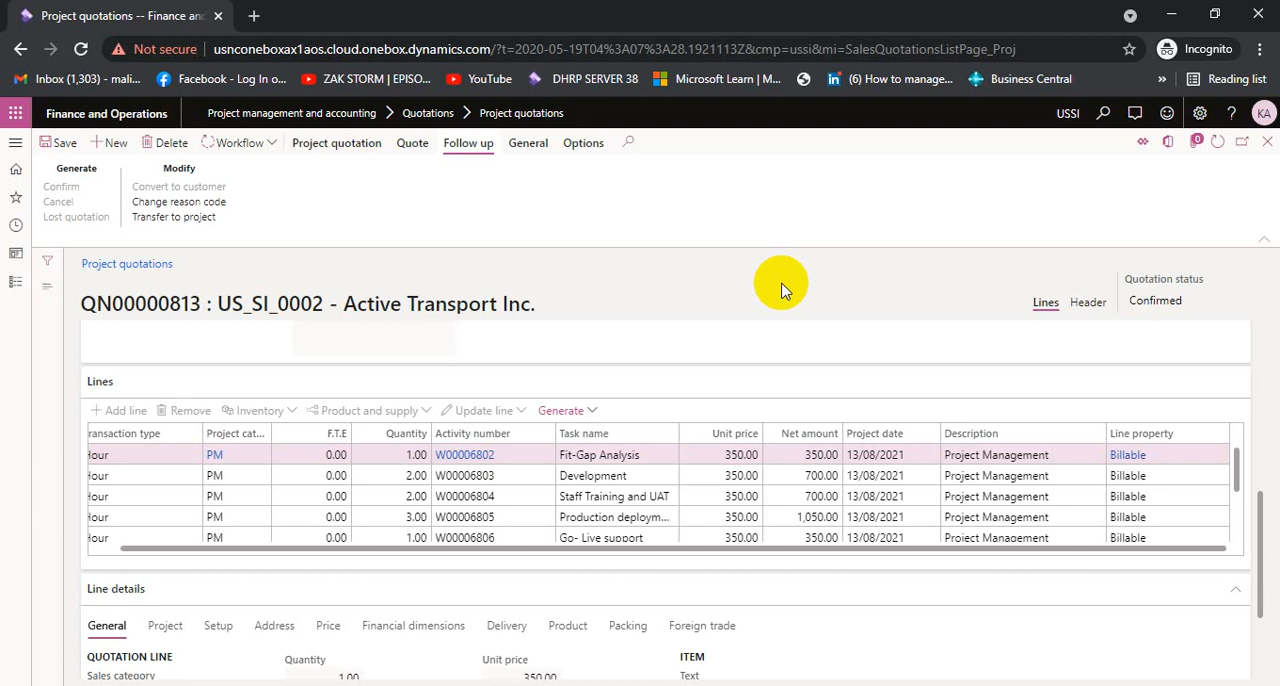 Project quotations -- Finance and
Not secure usnconeboxax1aos.cloud.onebox.dynamics.com/?t=2020-05-19T04%3A07%3A28.1921113Z&cmp=ussi&mi=SalesQuotationsListPage_Proj Incognito
Inbox (1,303) - mali... Facebook - Log In o... ZAK STORM | EPISO... YouTube DHRP SERVER 38 Microsoft Learn | M... (6) How to manage... Business Central » Reading list
Finance and Operations Project management and accounting Quotations Project quotations USSI ? KA
Save New Delete Workflow Project quotation Quote Follow up General Options 0
Generate Modify
Confirm Convert to customer
Cancel Change reason code
Lost quotation Transfer to project
Project quotations
Quotation status
QN00000813 : US_SI_0002 - Active Transport Inc. Lines Header Confirmed
Lines
Add line Remove Inventory Product and supply Update line Generate
ransaction type Project cat... F.T.E Quantity Activity number Task name Unit price Net amount Project date Description Line property
Hour PM 0.00 1.00 W00006802 Fit-Gap Analysis 350.00 350.00 13/08/2021 Project Management Billable
Hour PM 0.00 2.00 W00006803 Development 350.00 700.00 13/08/2021 Project Management Billable
Hour PM 0.00 2.00 W00006804 Staff Training and UAT 350.00 700.00 13/08/2021 Project Management Billable
Hour PM 0.00 3.00 W00006805 Production deploym... 350.00 1,050.00 13/08/2021 Project Management Billable
Hour PM 0.00 1.00 W00006806 Go- Live support 350.00 350.00 13/08/2021 Project Management Billable
Line details
General Project Setup Address Price Financial dimensions Delivery Product Packing Foreign trade
QUOTATION LINE Quantity Unit price ITEM
Sales category 1.00 350.00 Text